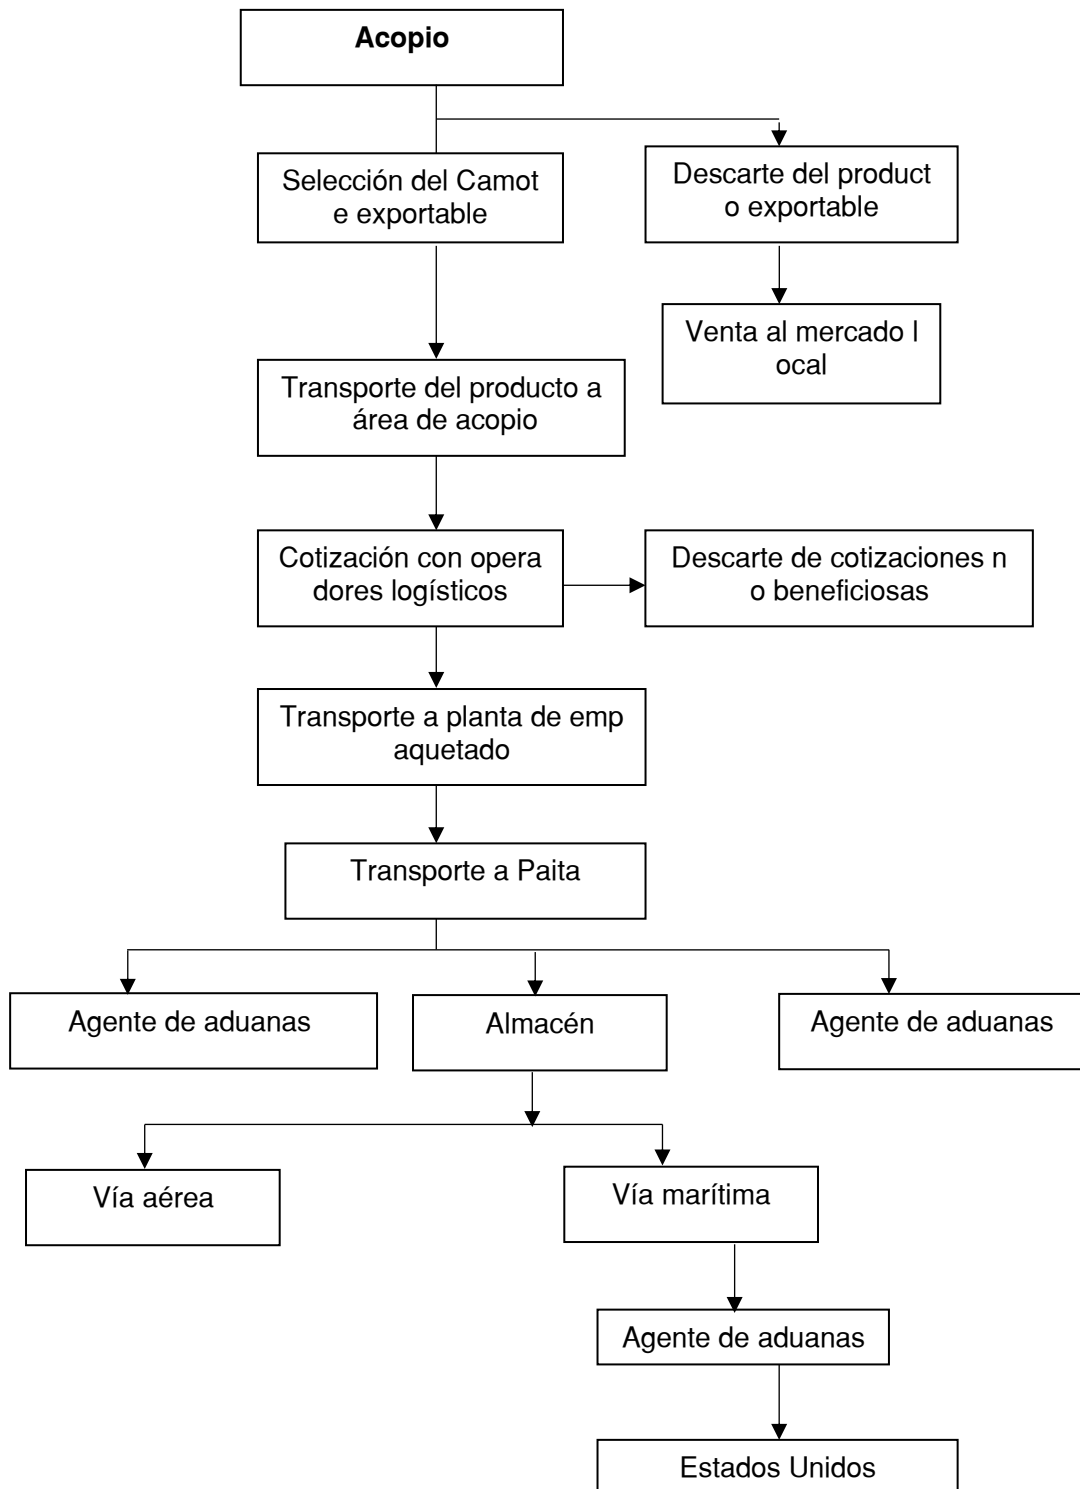 Acopio
Selección del Camot
e exportable
Descarte del product
o exportable
Venta al mercado l
ocal
Transporte del producto a
área de acopio
Cotización con opera
dores logísticos
Descarte de cotizaciones n
o beneficiosas
Transporte a planta de emp
aquetado
Transporte a Paita
Agente de aduanas
Almacén
Agente de aduanas
Vía aérea
Vía marítima
Agente de aduanas
Estados Unidos